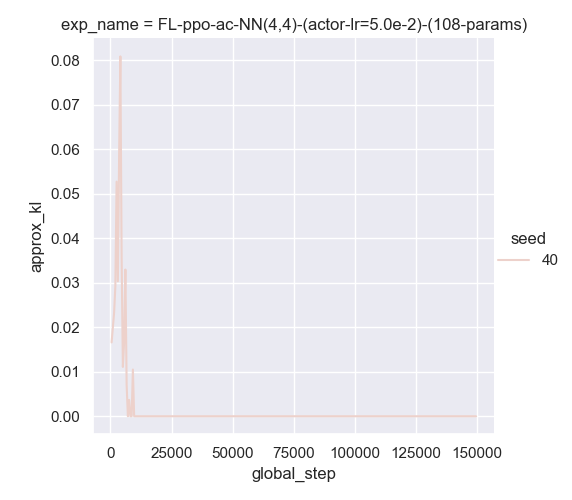 exp_name = FL-ppo-ac-NN(4,4)-(actor-lr=5.0e-2)-(108-params)
0.08
0.07
0.06
0.05
0.04
0.03
0.02
0.01
0.00
approx_kl
0 25000 50000 75000 100000 125000 150000
global_step
seed
40